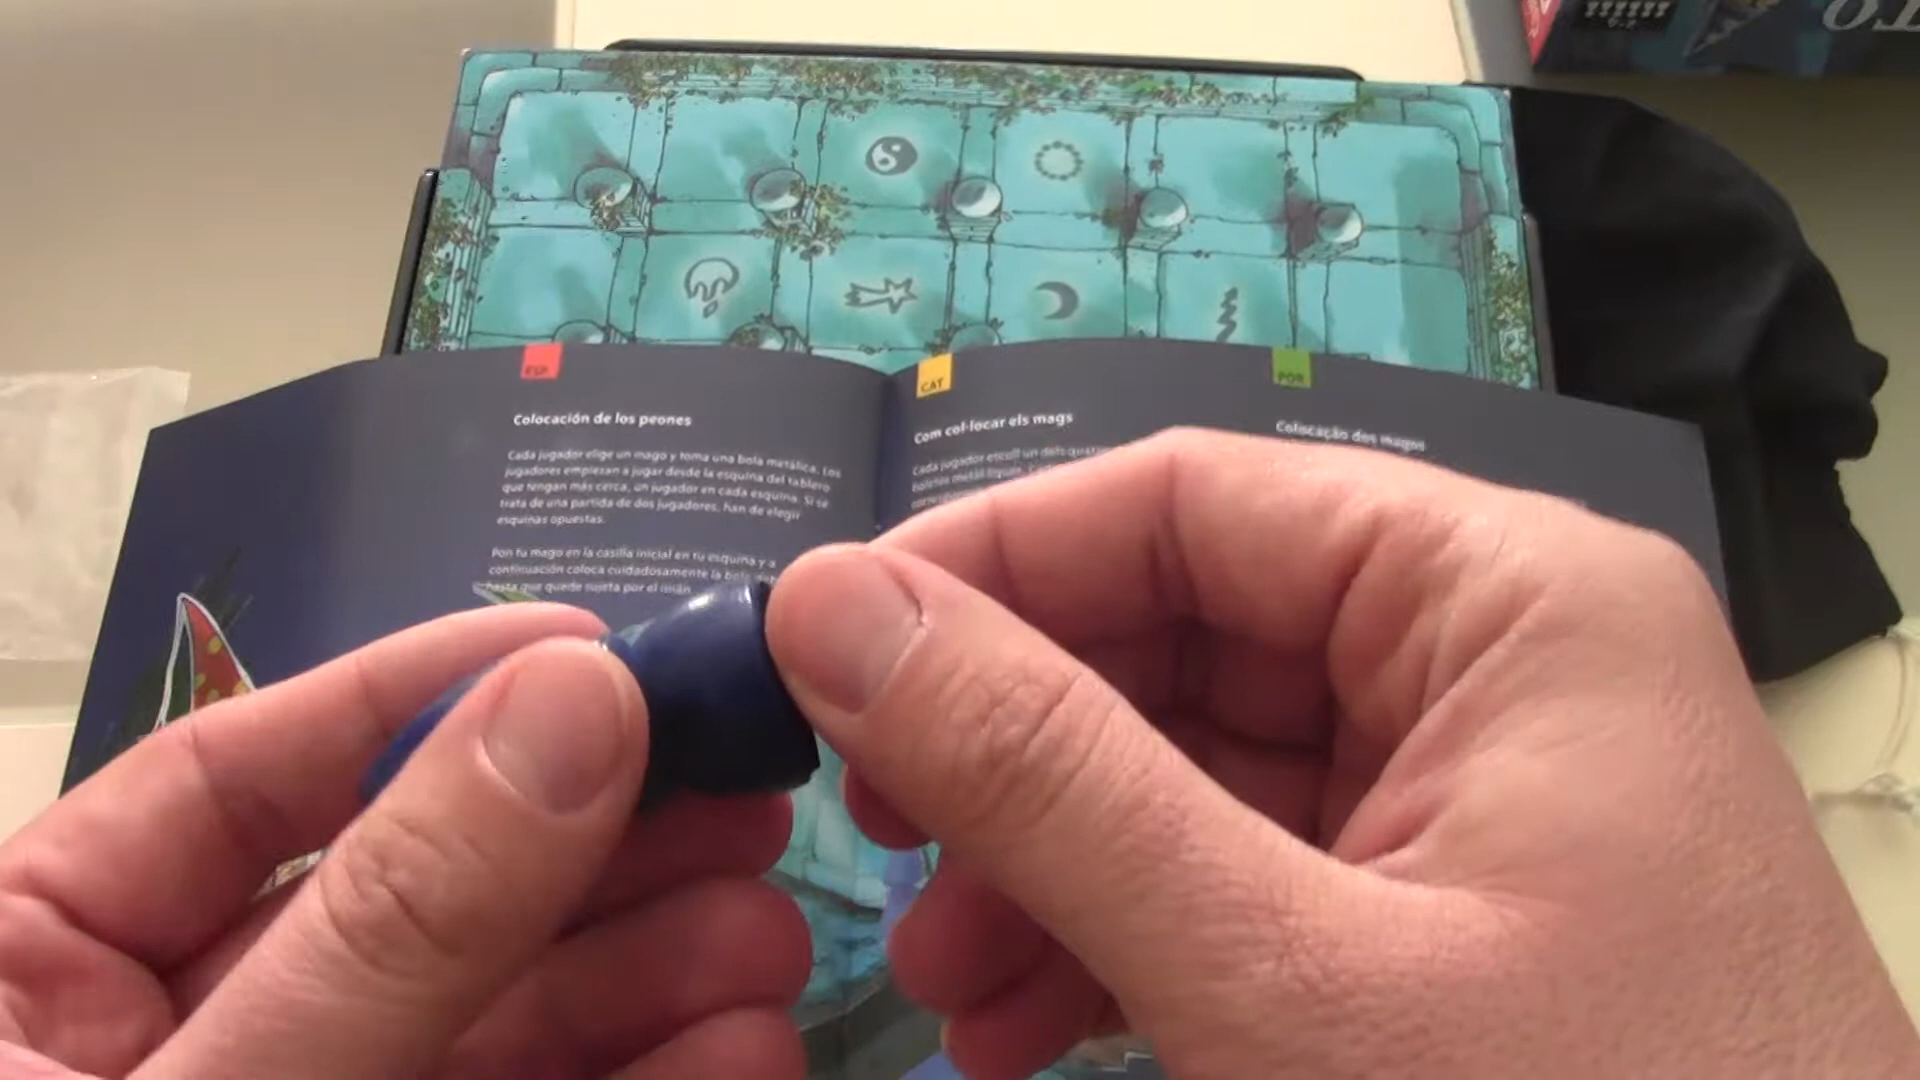 ESP
Colocación de los peones
Cada jugador elige un mago y toma una bola metálica. Los
jugadores empiezan a jugar desde la esquina del tablero
que tengan más cerca, un jugador en cada esquina. Si se
trata de una partida de dos jugadores, han de elegir
esquinas opuestas.
Pon tu mago en la casilla inicial en tu esquina y a
continuación coloca cuidadosamente la bola
hasta que quede sujeta por el imán
CAT
Com col·locar els mags
Cada jugador escull un dels
boletes metàl·liques.
POR
Colocação dos magos